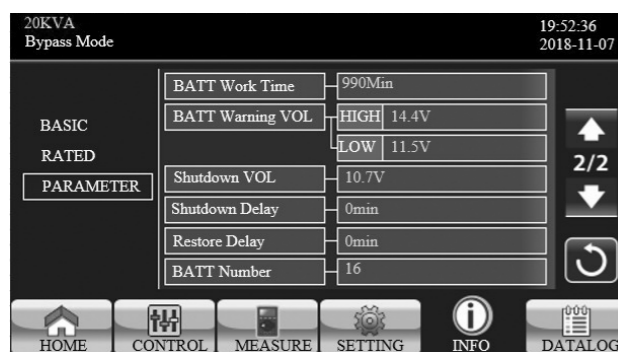 20KVA
Bypass Mode
19:52:36
2018-11-07
BASIC
RATED
PARAMETER
BATT Work Time 990Min
BATT Warning VOL HIGH 14.4V
LOW 11.5V
Shutdown VOL 10.7V
Shutdown Delay 0min
Restore Delay 0min
BATT Number 16
2/2
HOME CONTROL MEASURE SETTING INFO DATALOG